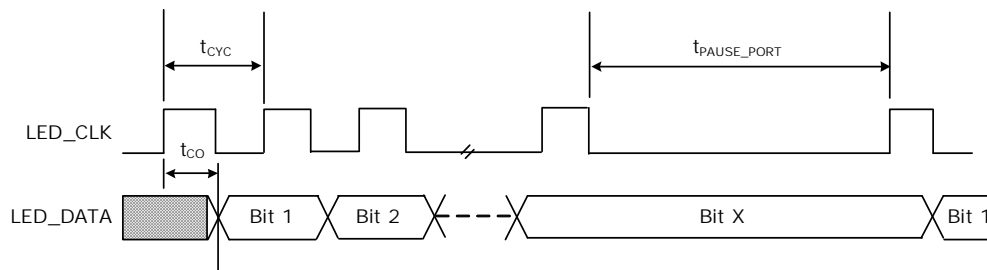 tCYC
tPAUSE_PORT
LED_CLK
tCO
LED_DATA
Bit 1
Bit 2
Bit X
Bit 1